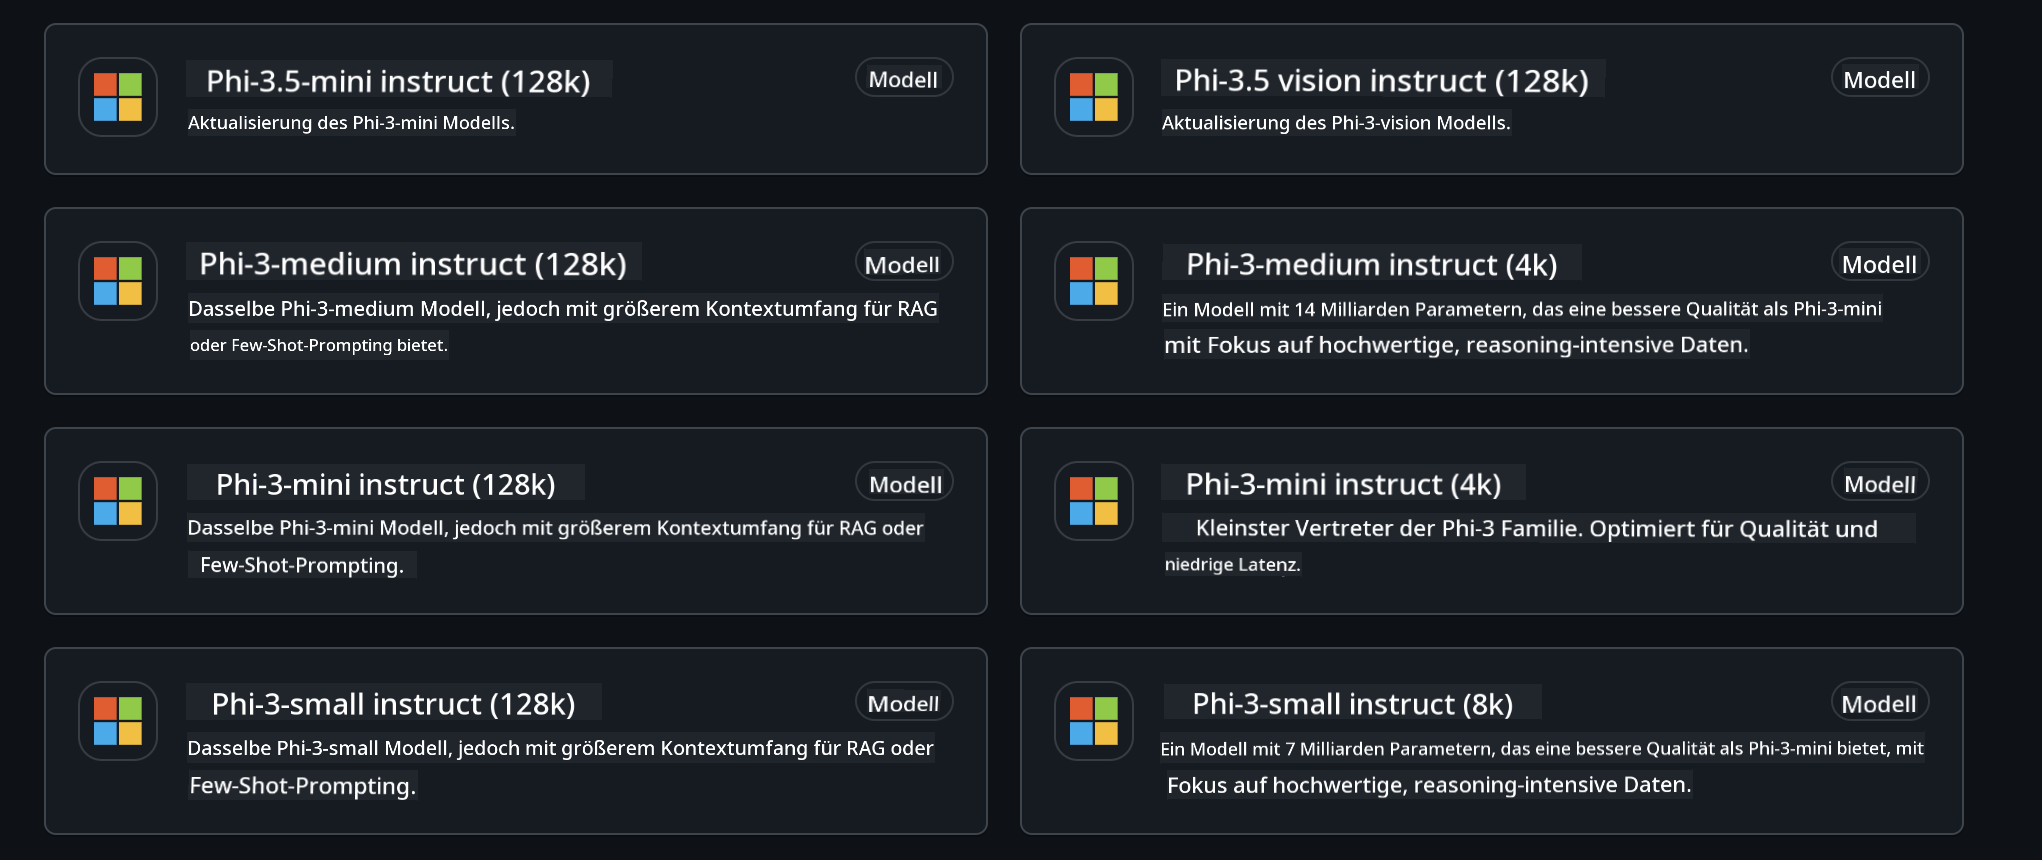 Phi-3.5-mini instruct (128k)
Modell
Aktualisierung des Phi-3-mini Modells.
Phi-3.5 vision instruct (128k)
Modell
Aktualisierung des Phi-3-vision Modells.
Phi-3-medium instruct (128k)
Modell
Dasselbe Phi-3-medium Modell, jedoch mit größerem Kontextumfang für RAG
oder Few-Shot-Prompting bietet.
Phi-3-medium instruct (4k)
Modell
Ein Modell mit 14 Milliarden Parametern, das eine bessere Qualität als Phi-3-mini
mit Fokus auf hochwertige, reasoning-intensive Daten.
Phi-3-mini instruct (128k)
Modell
Dasselbe Phi-3-mini Modell, jedoch mit größerem Kontextumfang für RAG oder
Few-Shot-Prompting.
Phi-3-mini instruct (4k)
Modell
Kleinster Vertreter der Phi-3 Familie. Optimiert für Qualität und
niedrige Latenz.
Phi-3-small instruct (128k)
Modell
Dasselbe Phi-3-small Modell, jedoch mit größerem Kontextumfang für RAG oder
Few-Shot-Prompting.
Phi-3-small instruct (8k)
Modell
Ein Modell mit 7 Milliarden Parametern, das eine bessere Qualität als Phi-3-mini bietet, mit
Fokus auf hochwertige, reasoning-intensive Daten.